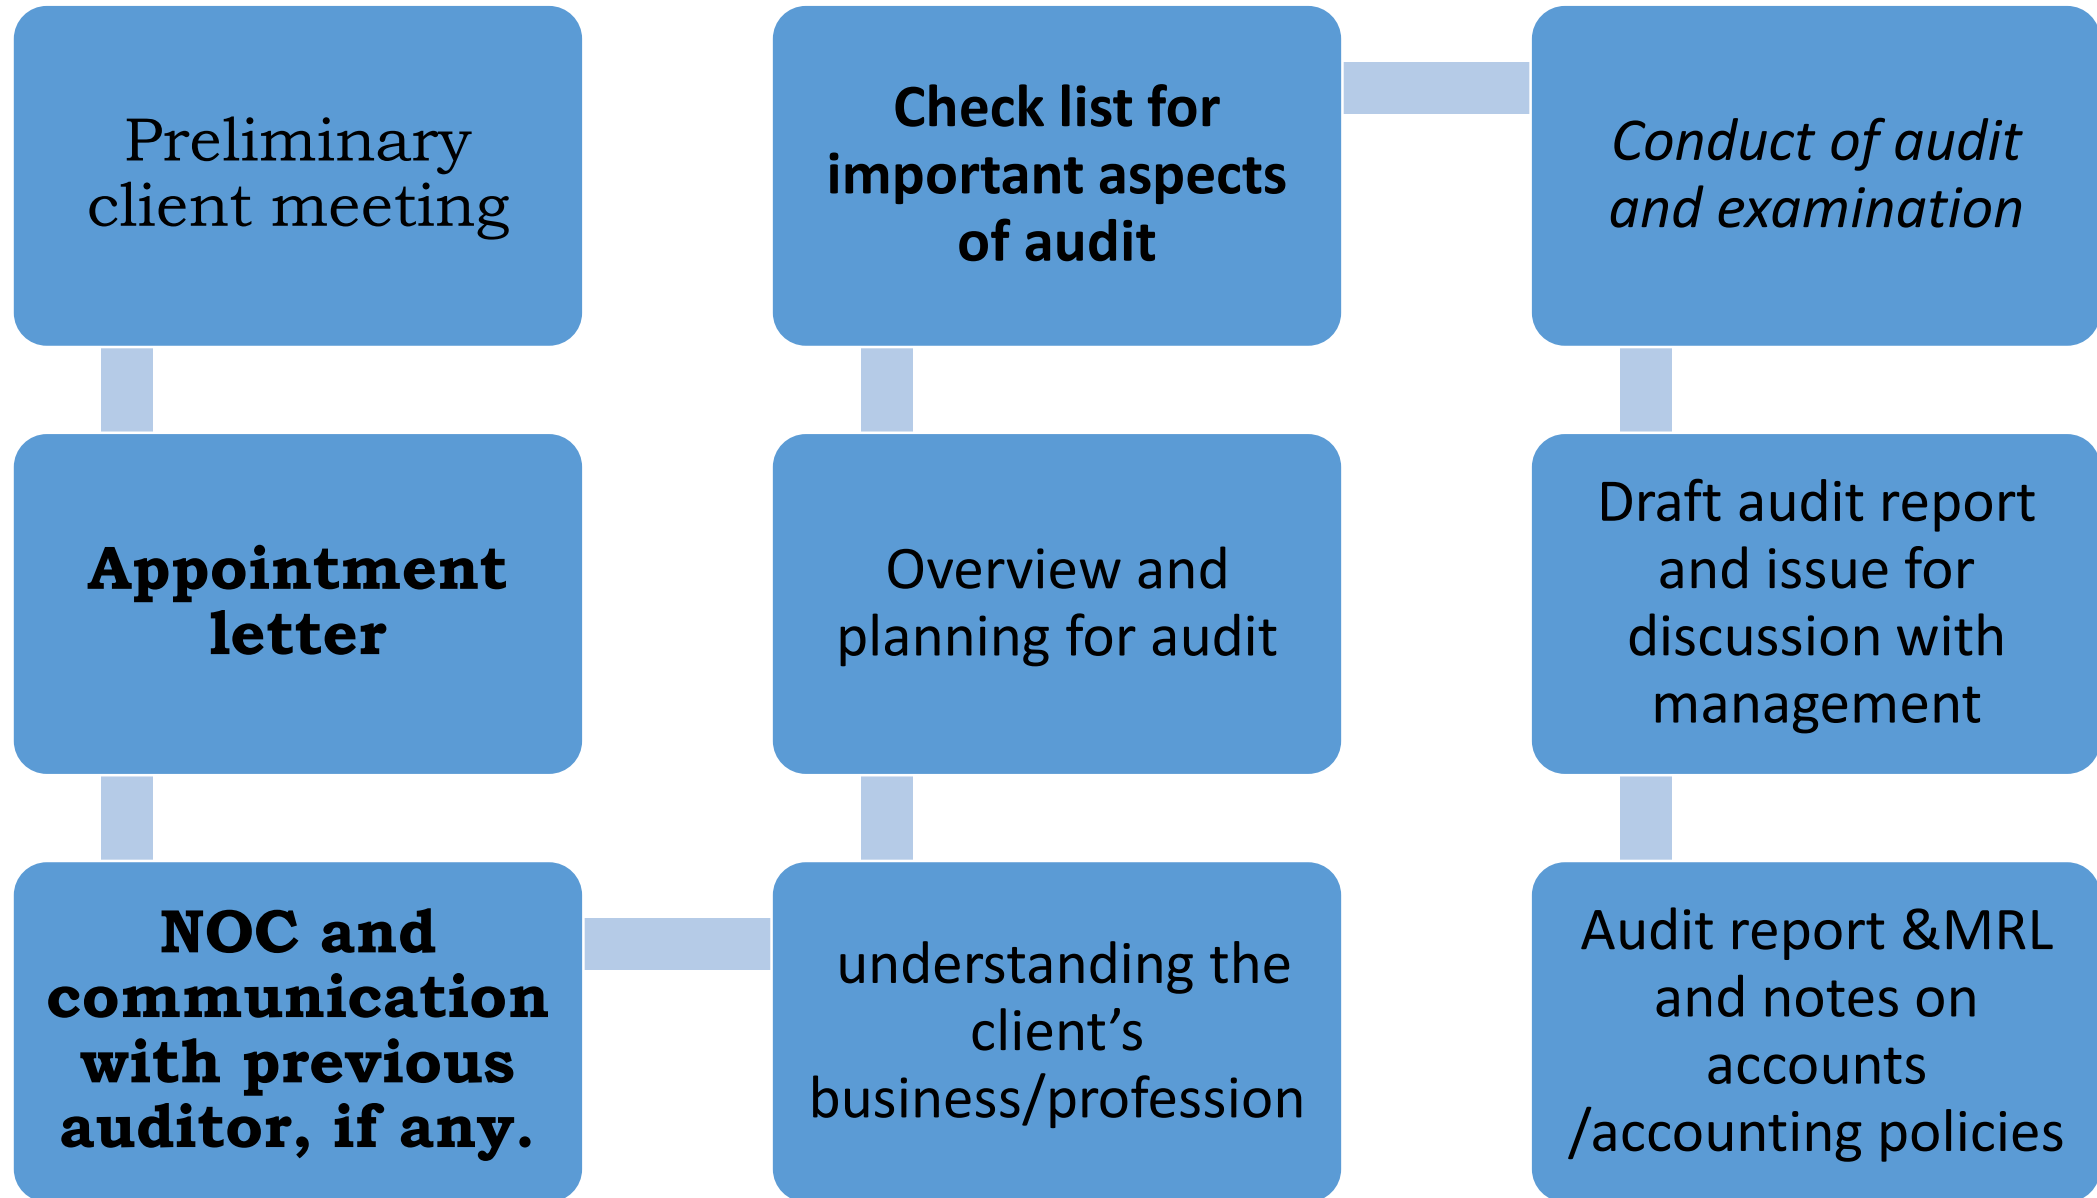 Preliminary
client meeting
Appointment
letter
NOC and
communication
with previous
auditor, if any.
understanding the
client’s
business/profession
Overview and
planning for audit
Check list for
important aspects
of audit
Conduct of audit
and examination
Draft audit report
and issue for
discussion with
management
Audit report &MRL
and notes on
accounts
/accounting policies